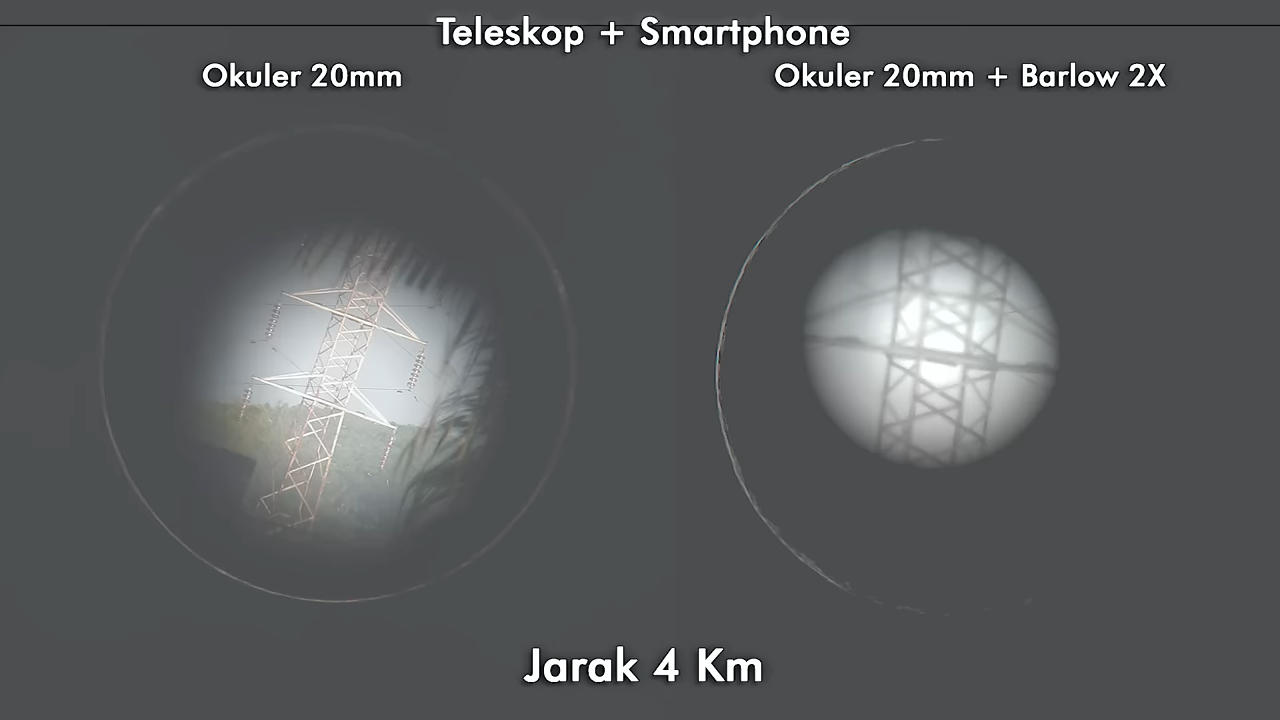 Teleskop + Smartphone
Okuler 20mm
Okuler 20mm + Barlow 2X
Jarak 4 Km